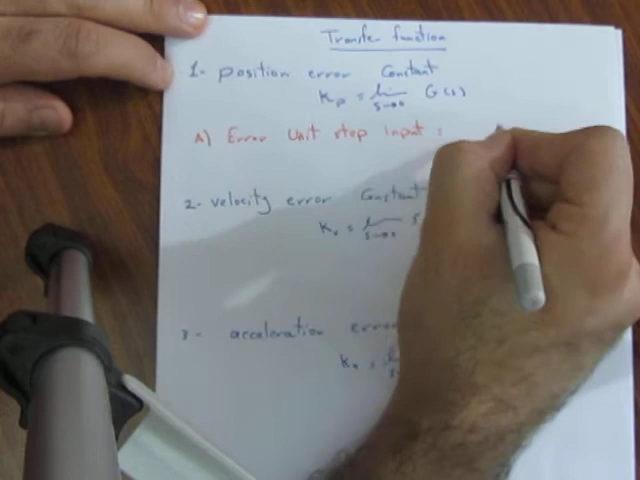 Transfer function
1- position error Constant
Kp = lim G(s)
s→0
A) Error Unit step Input :
2- velocity error Constant
Kv = lim s
s→0
3- acceleration error
Ka = li
s